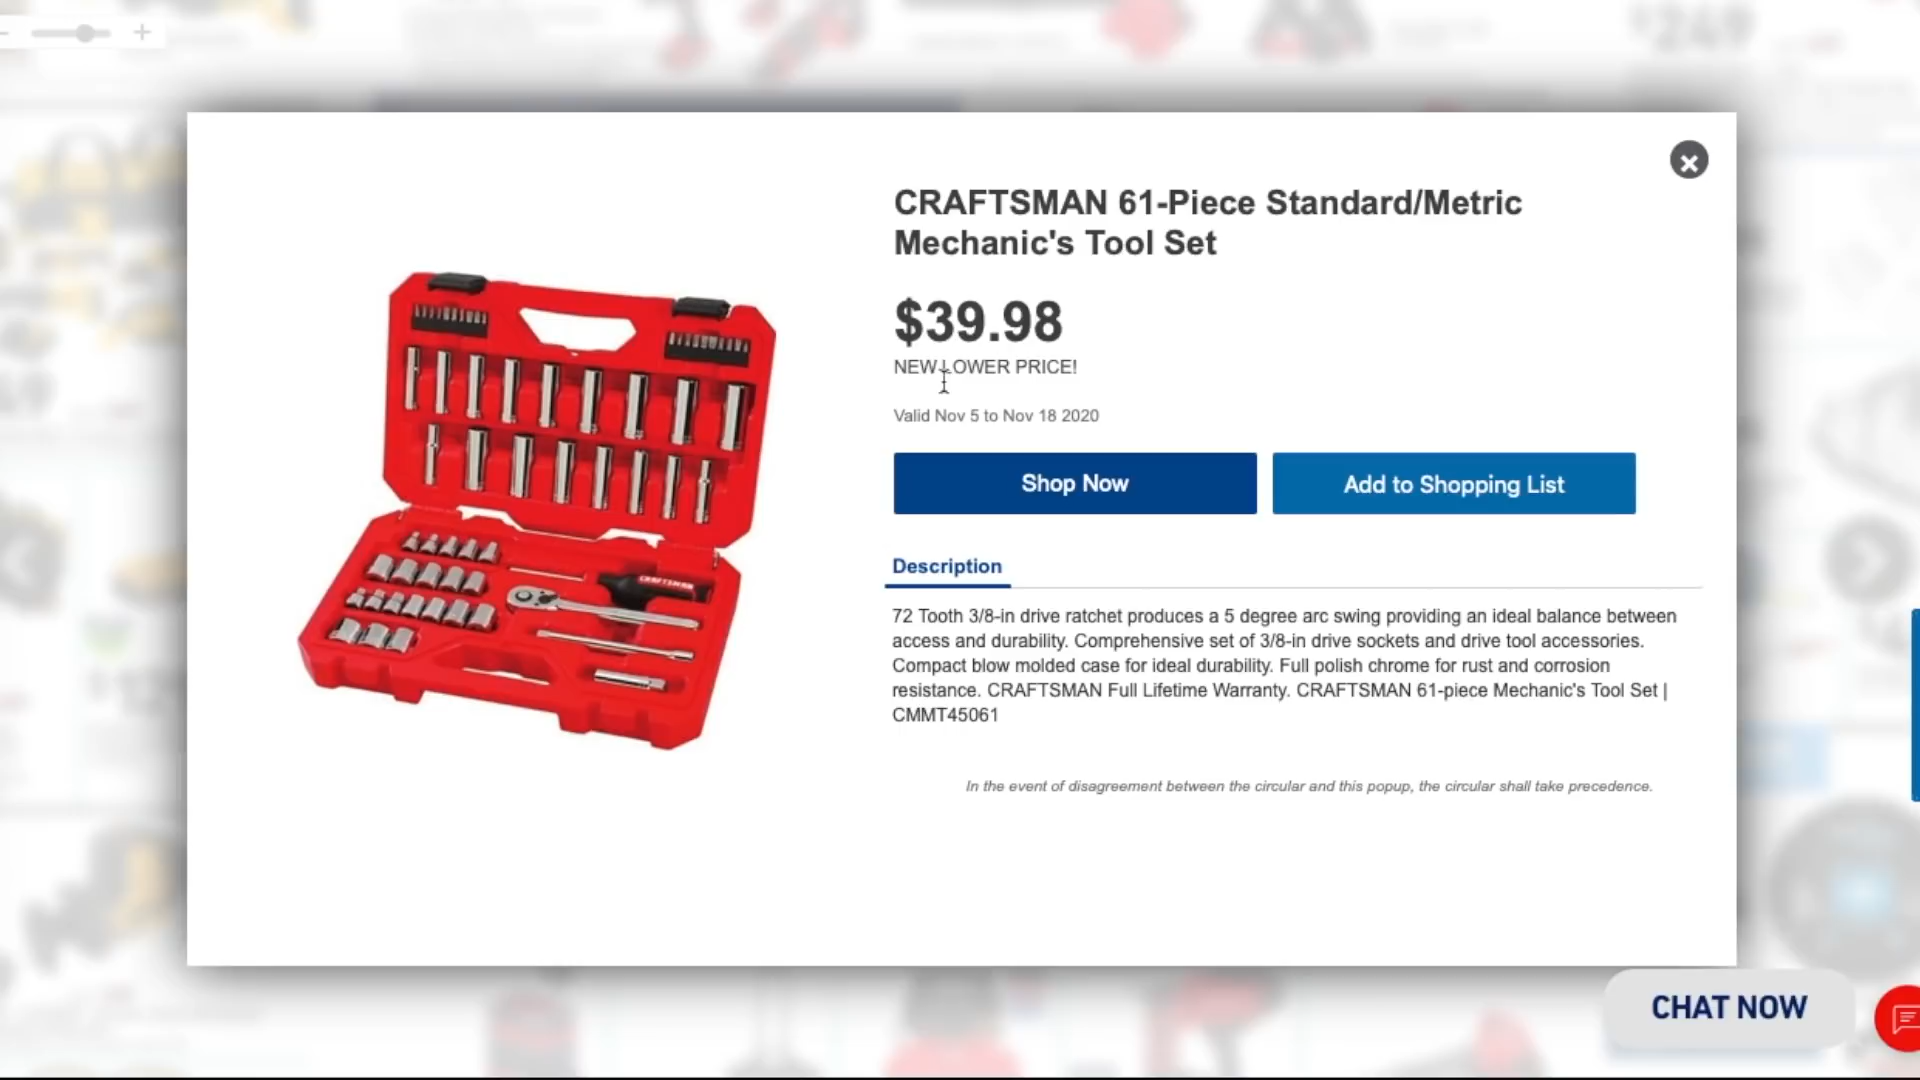 $249
CRAFTSMAN 61-Piece Standard/Metric
Mechanic's Tool Set
$39.98
NEW LOWER PRICE!
Valid Nov 5 to Nov 18 2020
Shop Now
Add to Shopping List
Description
72 Tooth 3/8-in drive ratchet produces a 5 degree arc swing providing an ideal balance between
access and durability. Comprehensive set of 3/8-in drive sockets and drive tool accessories.
Compact blow molded case for ideal durability. Full polish chrome for rust and corrosion
resistance. CRAFTSMAN Full Lifetime Warranty. CRAFTSMAN 61-piece Mechanic's Tool Set |
CMMT45061
In the event of disagreement between the circular and this popup, the circular shall take precedence.
CRAFTSMAN
CHAT NOW